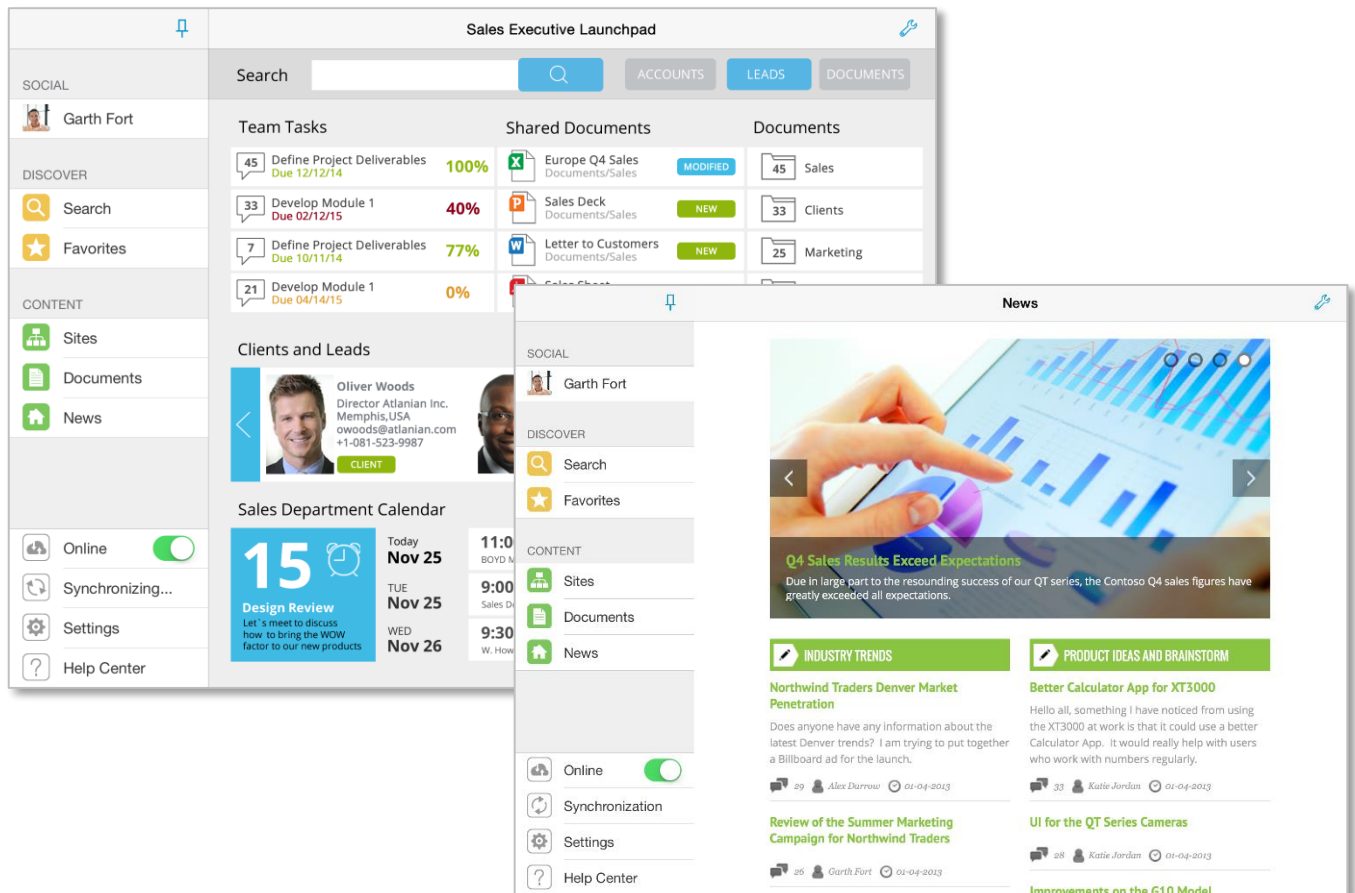 Sales Executive Launchpad
SOCIAL
Garth Fort
DISCOVER
Search
Favorites
CONTENT
Sites
Documents
News
Online
Synchronizing...
Settings
Help Center
Search
ACCOUNTS
LEADS
DOCUMENTS
Team Tasks
45 Define Project Deliverables 100%
Due 12/12/14
33 Develop Module 1 40%
Due 02/12/15
7 Define Project Deliverables 77%
Due 10/11/14
21 Develop Module 1 0%
Due 04/14/15
Shared Documents
Europe Q4 Sales MODIFIED
Documents/Sales
Sales Deck NEW
Documents/Sales
Letter to Customers NEW
Documents/Sales
Documents
45 Sales
33 Clients
25 Marketing
Clients and Leads
Oliver Woods
Director Atlanian Inc.
Memphis,USA
owoods@atlanian.com
+1-081-523-9987
CLIENT
Sales Department Calendar
15
Design Review
Let`s meet to discuss
how to bring the WOW
factor to our new products
Today
Nov 25
TUE
Nov 25
WED
Nov 26
11:0
BOYD
9:00
Sales
9:30
W. How
News
SOCIAL
Garth Fort
DISCOVER
Search
Favorites
CONTENT
Sites
Documents
News
Online
Synchronization
Settings
Help Center
Q4 Sales Results Exceed Expectations
Due in large part to the resounding success of our QT series, the Contoso Q4 sales figures have
greatly exceeded all expectations.
INDUSTRY TRENDS
Northwind Traders Denver Market
Penetration
Does anyone have any information about the
latest Denver trends? I am trying to put together
a Billboard ad for the launch.
29 Alex Darrow 01-04-2013
Review of the Summer Marketing
Campaign for Northwind Traders
26 Garth Fort 01-04-2013
PRODUCT IDEAS AND BRAINSTORM
Better Calculator App for XT3000
Hello all, something I have noticed from using
the XT3000 at work is that it could use a better
Calculator App. It would really help with users
who work with numbers regularly.
33 Katie Jordan 01-04-2013
UI for the QT Series Cameras
28 Katie Jordan 01-04-2013
Improvements on the G10 Model